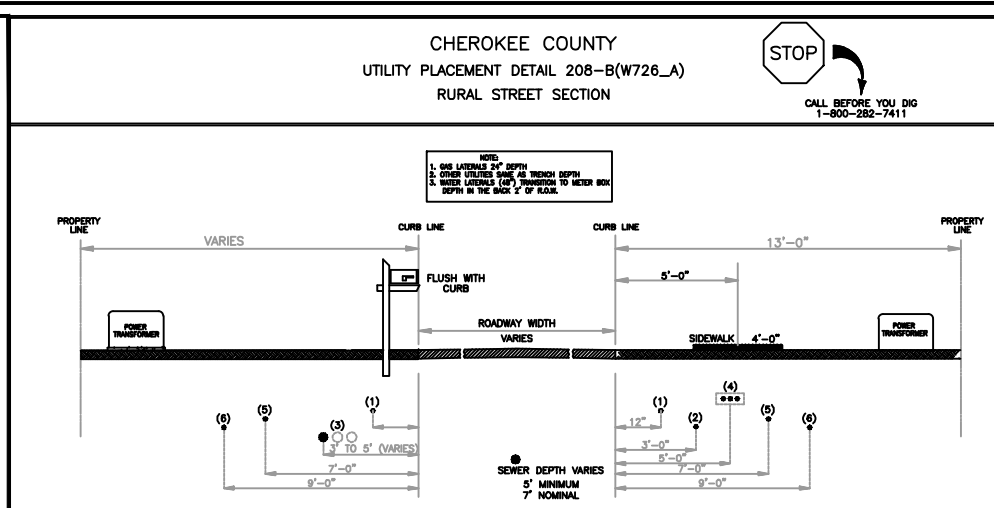 CHEROKEE COUNTY
UTILITY PLACEMENT DETAIL 208-B(W726_A)
RURAL STREET SECTION
STOP
CALL BEFORE YOU DIG
1-800-282-7411
NOTE:
1. GAS LATERALS 24" DEPTH
2. OTHER UTILITIES SAME AS TRENCH DEPTH
3. WATER LATERALS (48") TRANSITION TO METER BOX
DEPTH IN THE BACK 2' OF R.O.W.
PROPERTY
LINE
CURB LINE
CURB LINE
PROPERTY
LINE
VARIES
13'-0"
5'-0"
FLUSH WITH
CURB
ROADWAY WIDTH
VARIES
POWER
TRANSFORMER
SIDEWALK 4'-0"
POWER
TRANSFORMER
(6)
(5)
(3)
(1)
(1)
(2)
(4)
(5)
(6)
12"
3' TO 5' (VARIES)
3'-0"
5'-0"
7'-0"
7'-0"
9'-0"
9'-0"
SEWER DEPTH VARIES
5' MINIMUM
7' NOMINAL